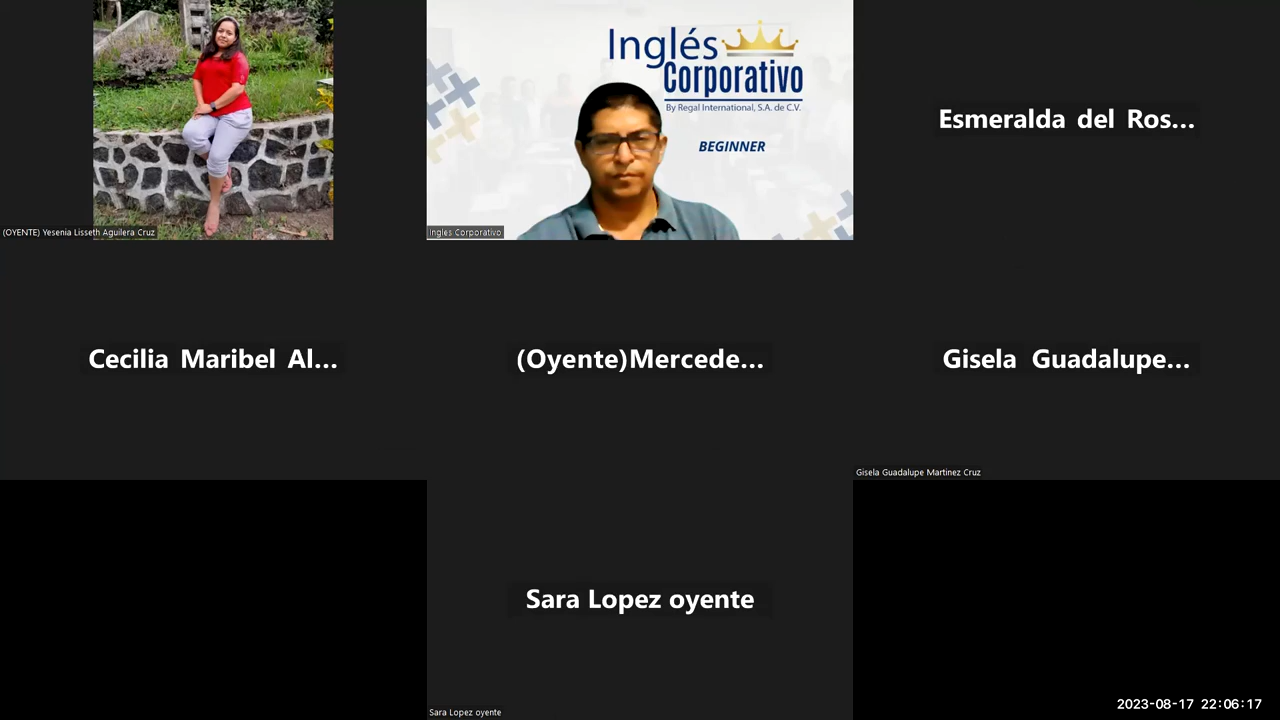 Inglés
Corporativo
By Regal International, S.A. de C.V.
BEGINNER
Esmeralda del Ros...
(OYENTE) Yesenia Lisseth Aguilera Cruz
Ingles Corporativo
Cecilia Maribel Al...
(Oyente)Mercede...
Gisela Guadalupe...
Gisela Guadalupe Martinez Cruz
Sara Lopez oyente
Sara Lopez oyente
2023-08-17 22:06:17